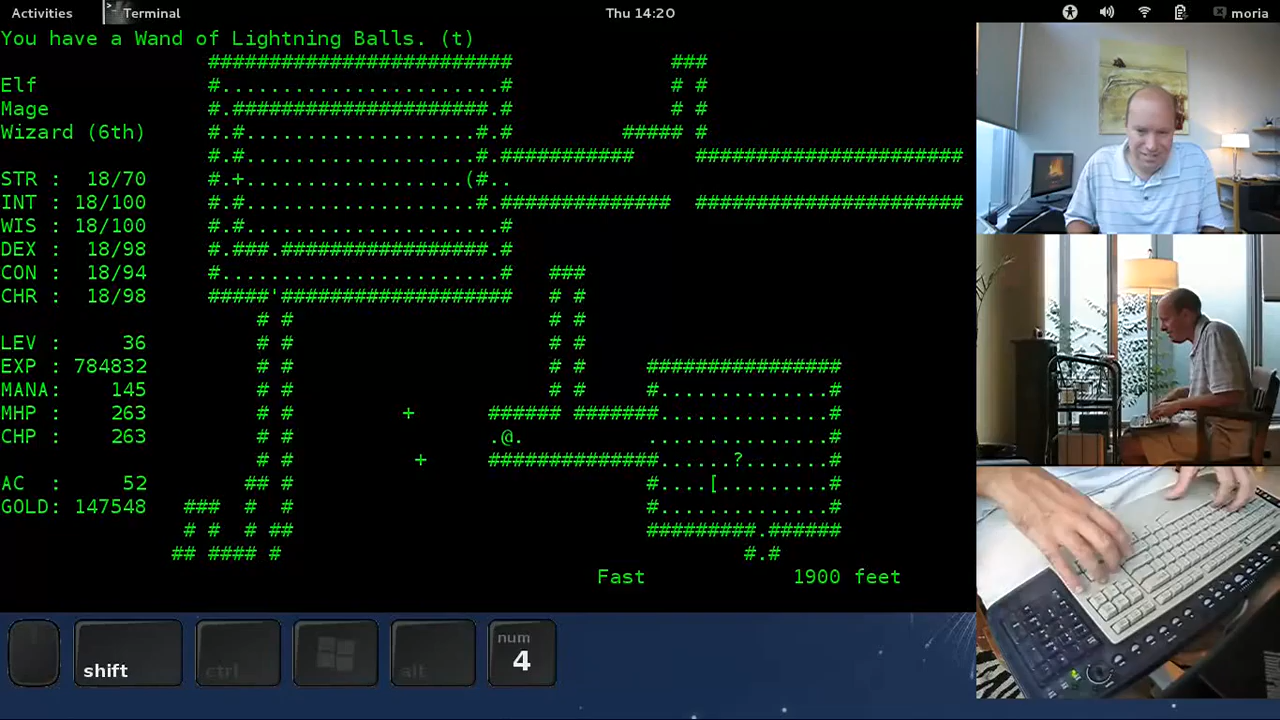 Activities Terminal Thu 14:20 moria
You have a Wand of Lightning Balls. (t)
Elf
Mage
Wizard (6th)
STR : 18/70
INT : 18/100
WIS : 18/100
DEX : 18/98
CON : 18/94
CHR : 18/98
LEV : 36
EXP : 784832
MANA: 145
MHP : 263
CHP : 263
AC : 52
GOLD: 147548
Fast 1900 feet
shift ctrl alt num 4